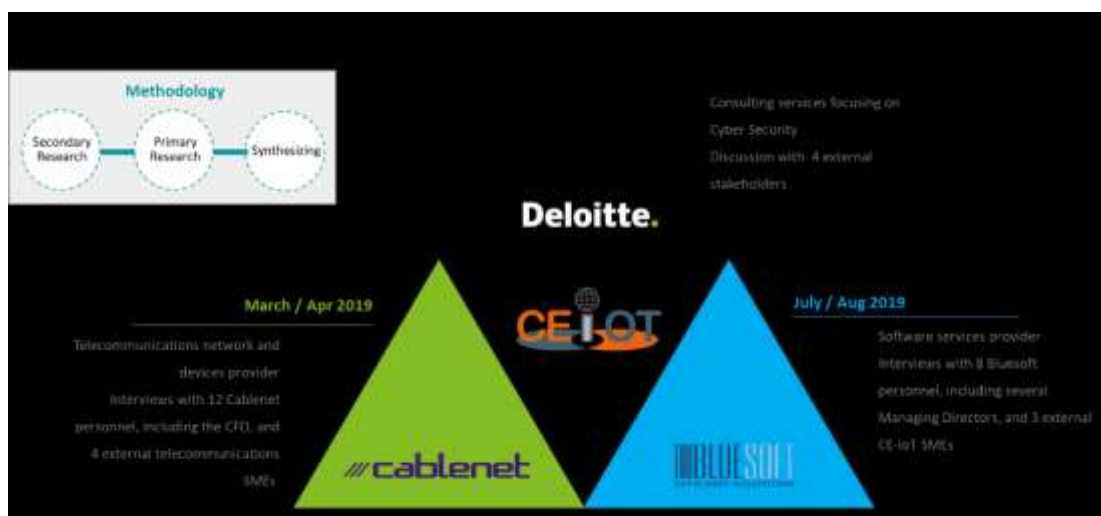 Methodology
Secondary
Research
Primary
Research
Synthesizing
Consulting services focusing on
Cyber Security
Discussion with 4 external
stakeholders
Deloitte.
March / Apr 2019
Telecommunications network and
devices provider
Interviews with 12 Cablenet
personnel, including the CFO, and
4 external telecommunications
SMEs
CEiOT
July / Aug 2019
Software services provider
Interviews with 8 Bluesoft
personnel, including several
Managing Directors, and 3 external
CE-IoT SMEs
cablenet
BLUESOFT